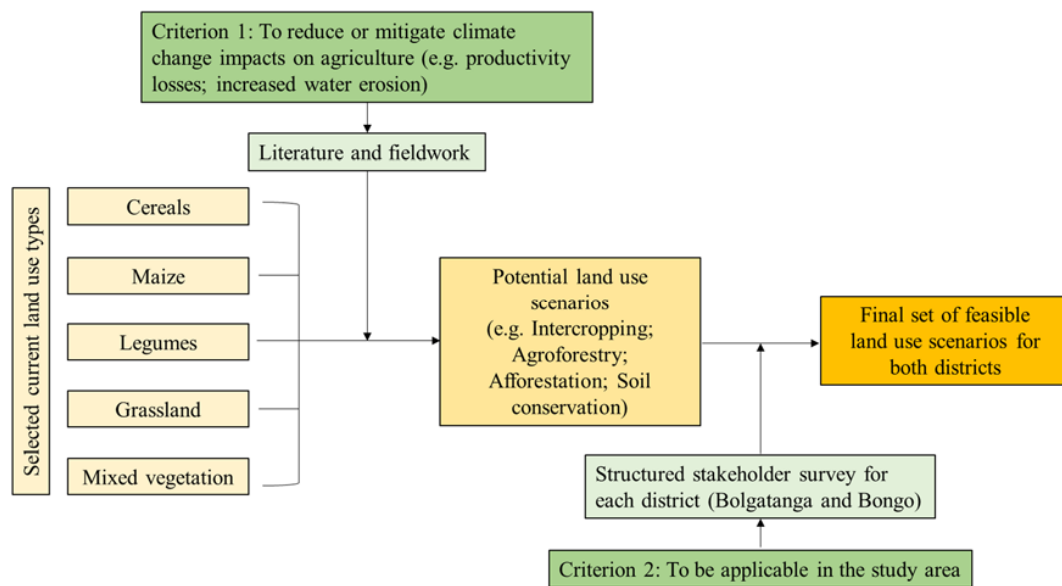 Criterion 1: To reduce or mitigate climate
change impacts on agriculture (e.g. productivity
losses; increased water erosion)
Literature and fieldwork
Selected current land use types
Cereals
Maize
Legumes
Grassland
Mixed vegetation
Potential land use
scenarios
(e.g. Intercropping;
Agroforestry;
Afforestation; Soil
conservation)
Final set of feasible
land use scenarios for
both districts
Structured stakeholder survey for
each district (Bolgatanga and Bongo)
Criterion 2: To be applicable in the study area